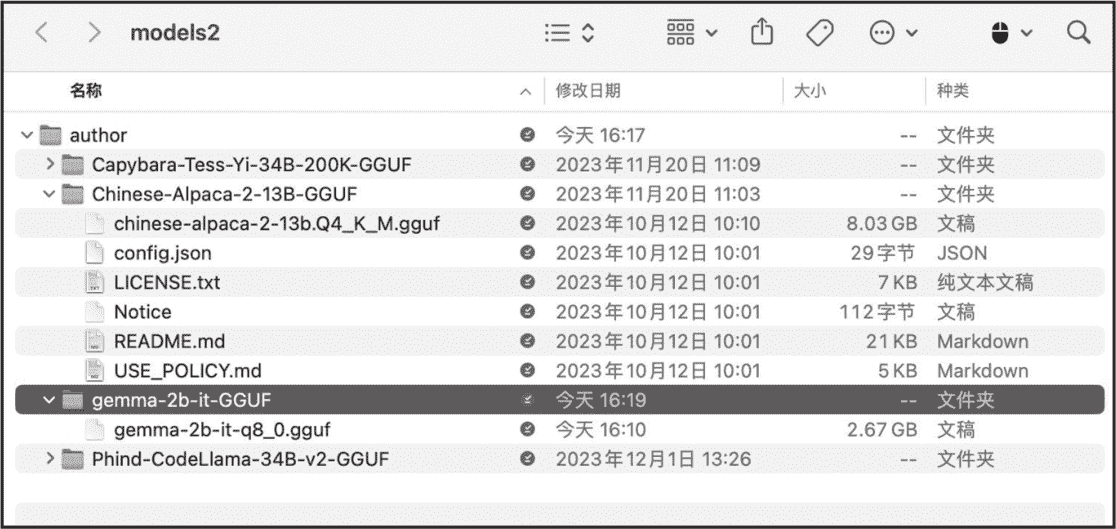 models2
名称 修改日期 大小 种类
author 今天 16:17 -- 文件夹
Capybara-Tess-Yi-34B-200K-GGUF 2023年11月20日 11:09 -- 文件夹
Chinese-Alpaca-2-13B-GGUF 2023年11月20日 11:03 -- 文件夹
chinese-alpaca-2-13b.Q4_K_M.gguf 2023年10月12日 10:10 8.03 GB 文稿
config.json 2023年10月12日 10:01 29字节 JSON
LICENSE.txt 2023年10月12日 10:01 7 KB 纯文本文稿
Notice 2023年10月12日 10:01 112字节 文稿
README.md 2023年10月12日 10:01 21 KB Markdown
USE_POLICY.md 2023年10月12日 10:01 5 KB Markdown
gemma-2b-it-GGUF 今天 16:19 -- 文件夹
gemma-2b-it-q8_0.gguf 今天 16:10 2.67 GB 文稿
Phind-CodeLlama-34B-v2-GGUF 2023年12月1日 13:26 -- 文件夹